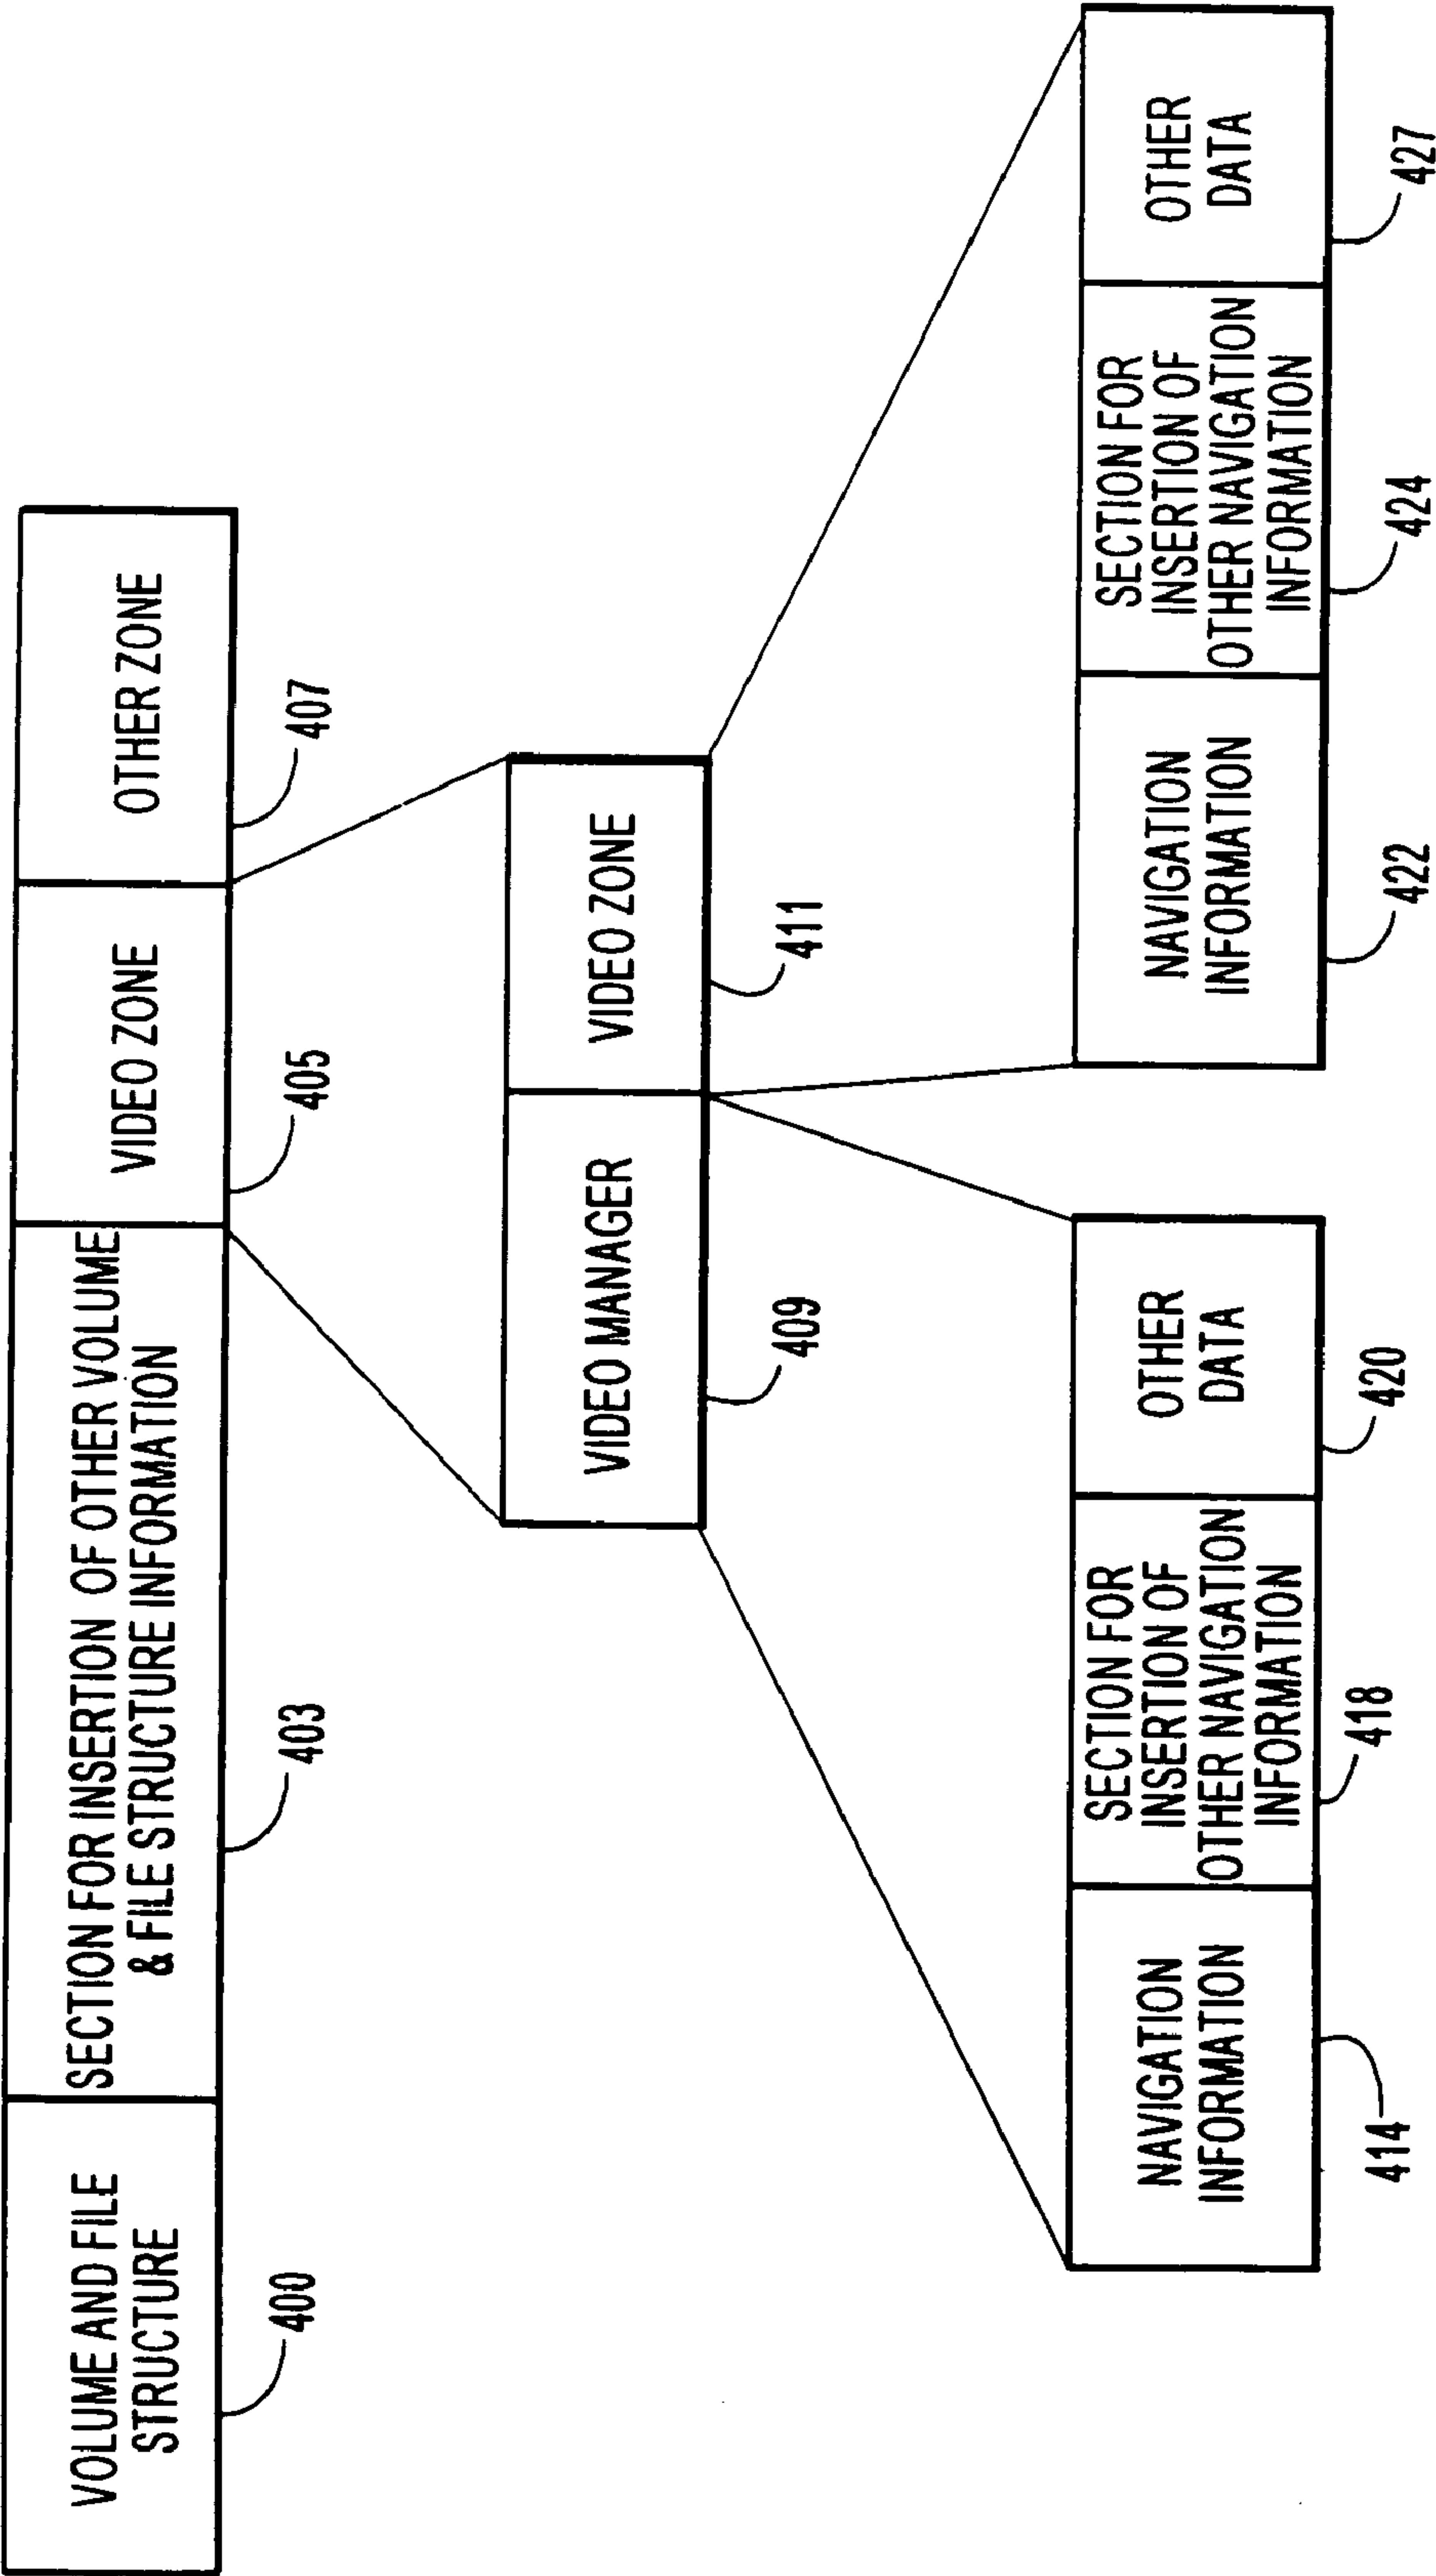 VOLUME AND FILE
STRUCTURE
400
SECTION FOR INSERTION OF OTHER VOLUME
& FILE STRUCTURE INFORMATION
403
VIDEO ZONE
405
OTHER ZONE
407
VIDEO MANAGER
409
VIDEO ZONE
411
NAVIGATION
INFORMATION
414
SECTION FOR
INSERTION OF
OTHER NAVIGATION
INFORMATION
418
OTHER
DATA
420
NAVIGATION
INFORMATION
422
SECTION FOR
INSERTION OF
OTHER NAVIGATION
INFORMATION
424
OTHER
DATA
427